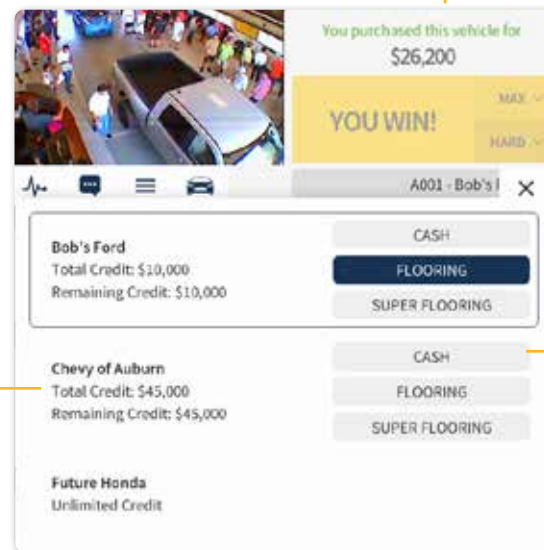 You purchased this vehicle for
$26,200
YOU WIN!
MAX
HARD
A001 - Bob's
Bob's Ford
Total Credit: $10,000
Remaining Credit: $10,000
CASH
FLOORING
SUPER FLOORING
Chevy of Auburn
Total Credit: $45,000
Remaining Credit: $45,000
CASH
FLOORING
SUPER FLOORING
Future Honda
Unlimited Credit